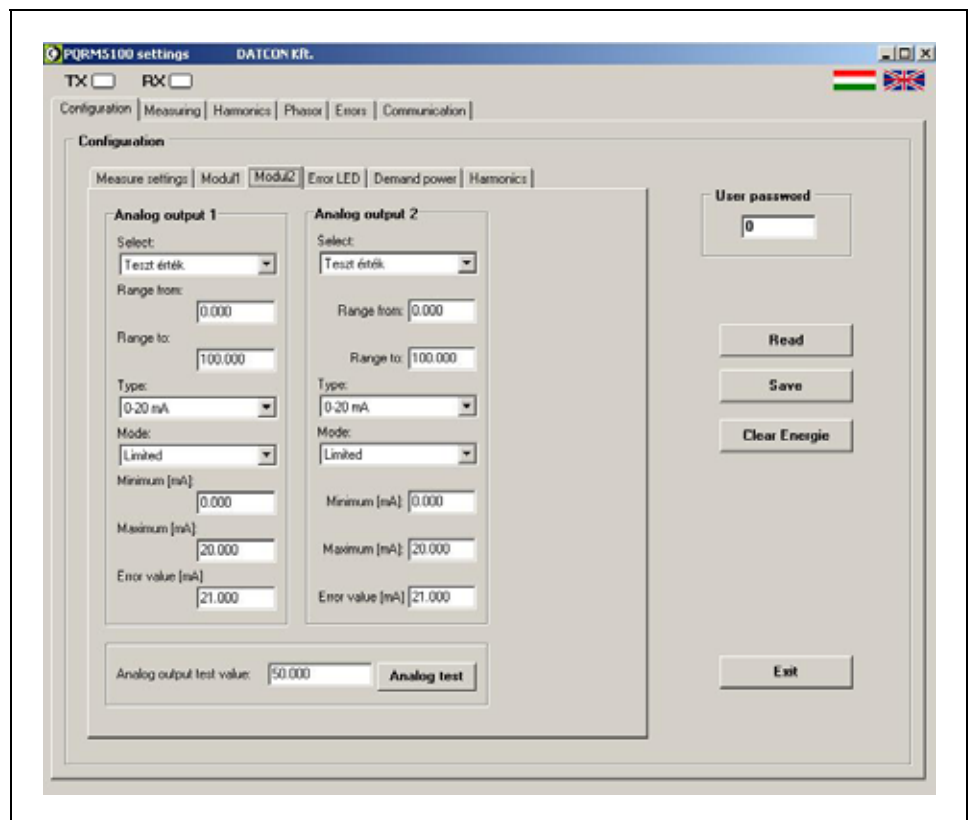 PQRM5100 settings DATCON Kft.
TX RX
Configuration Measuring Harmonics Phasor Errors Communication
Configuration
Measure settings Modul1 Modul2 Error LED Demand power Harmonics
User password
0
Analog output 1
Select:
Teszt érték
Range from:
0.000
Range to:
100.000
Type:
0-20 mA
Mode:
Limited
Minimum [mA]:
0.000
Maximum [mA]:
20.000
Error value [mA]
21.000
Analog output 2
Select:
Teszt érték
Range from: 0.000
Range to: 100.000
Type:
0-20 mA
Mode:
Limited
Minimum [mA]: 0.000
Maximum [mA]: 20.000
Error value [mA] 21.000
Analog output test value: 50.000 Analog test
Read
Save
Clear Energie
Exit